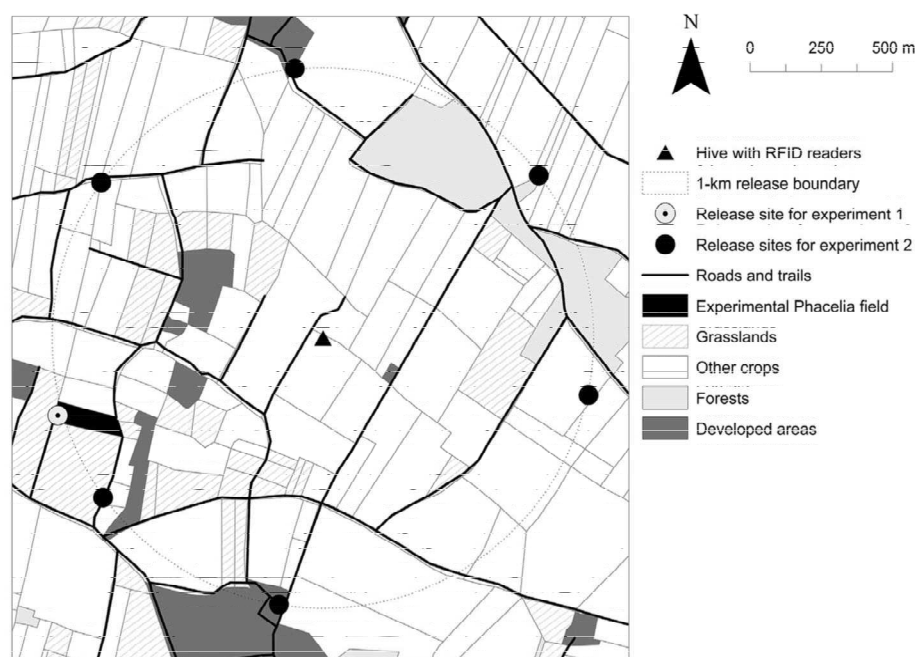 N
0 250 500 m
Hive with RFID readers
1-km release boundary
Release site for experiment 1
Release sites for experiment 2
Roads and trails
Experimental Phacelia field
Grasslands
Other crops
Forests
Developed areas